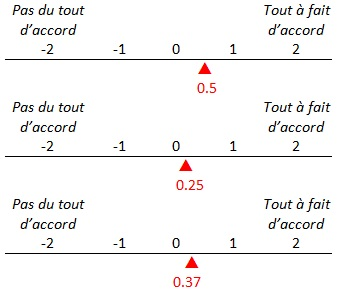 Pas du tout Tout à fait
d'accord d'accord
-2 -1 0 1 2
0.5
Pas du tout Tout à fait
d'accord d'accord
-2 -1 0 1 2
0.25
Pas du tout Tout à fait
d'accord d'accord
-2 -1 0 1 2
0.37